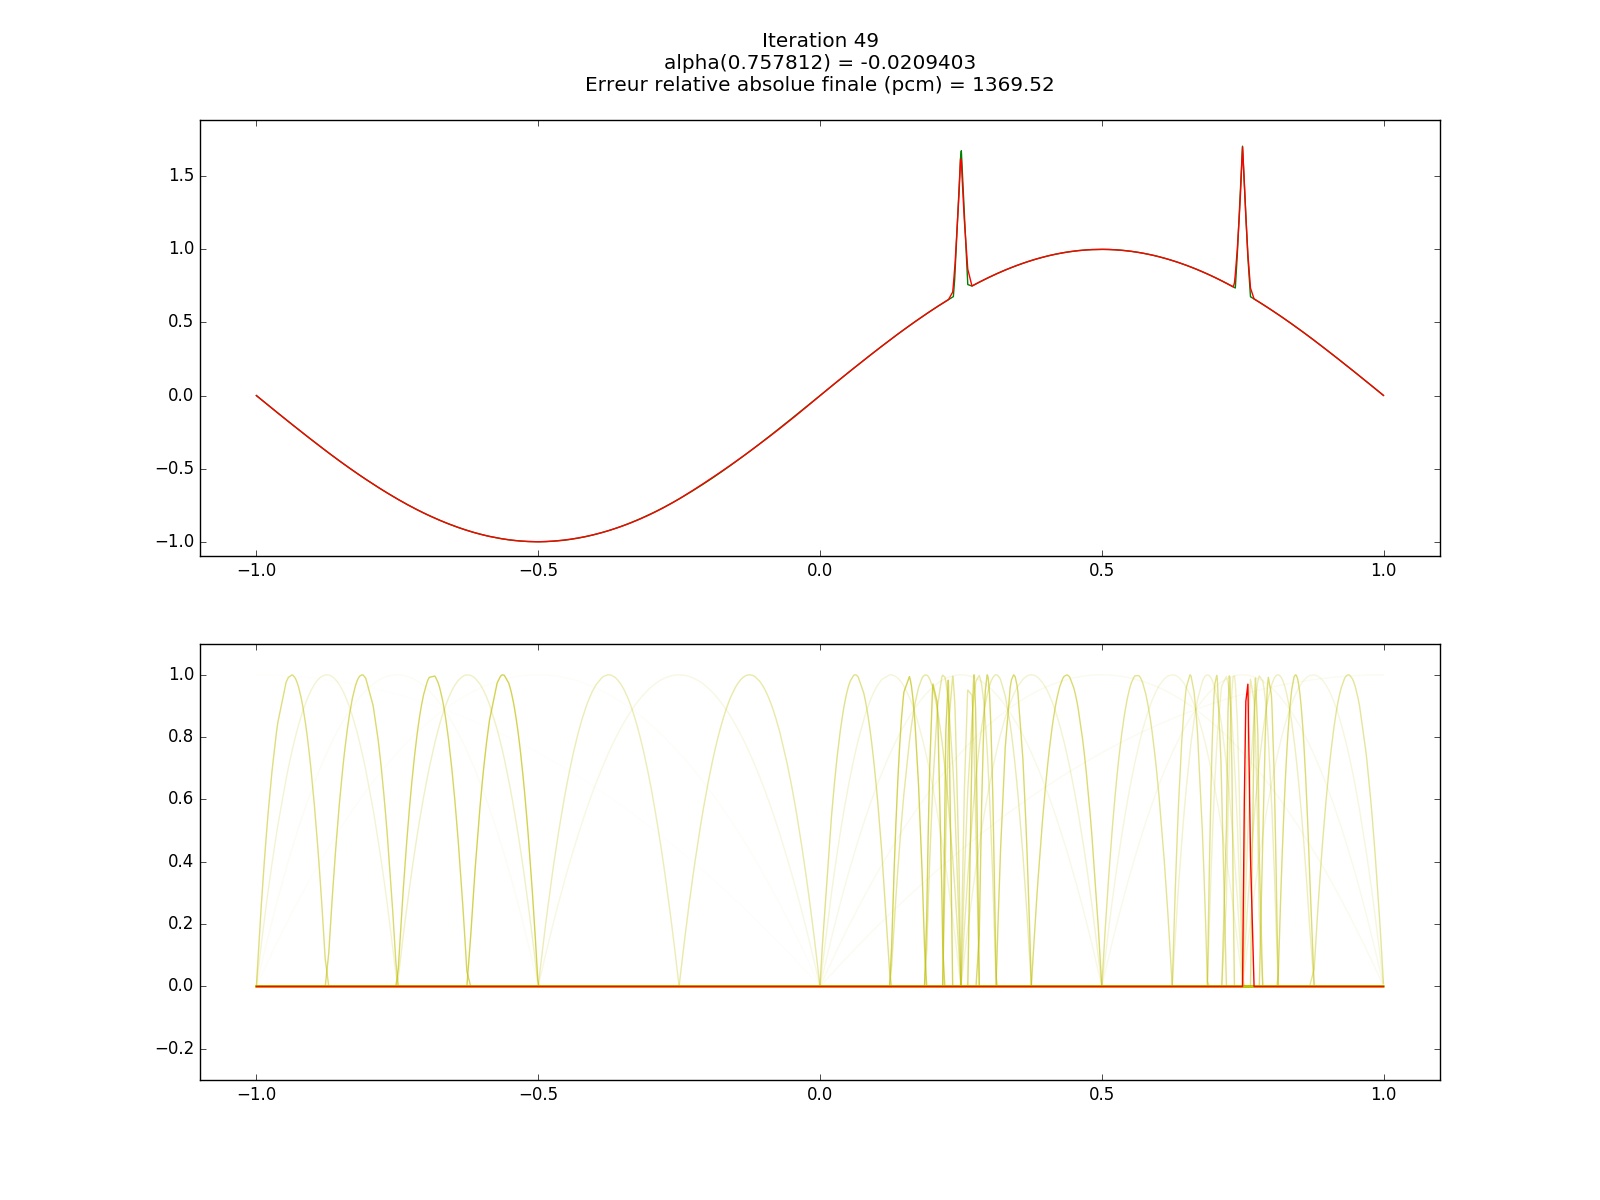 Iteration 49
alpha(0.757812) = -0.0209403
Erreur relative absolue finale (pcm) = 1369.52
1.5
1.0
0.5
0.0
−0.5
−1.0
−1.0 −0.5 0.0 0.5 1.0
1.0
0.8
0.6
0.4
0.2
0.0
−0.2
−1.0 −0.5 0.0 0.5 1.0